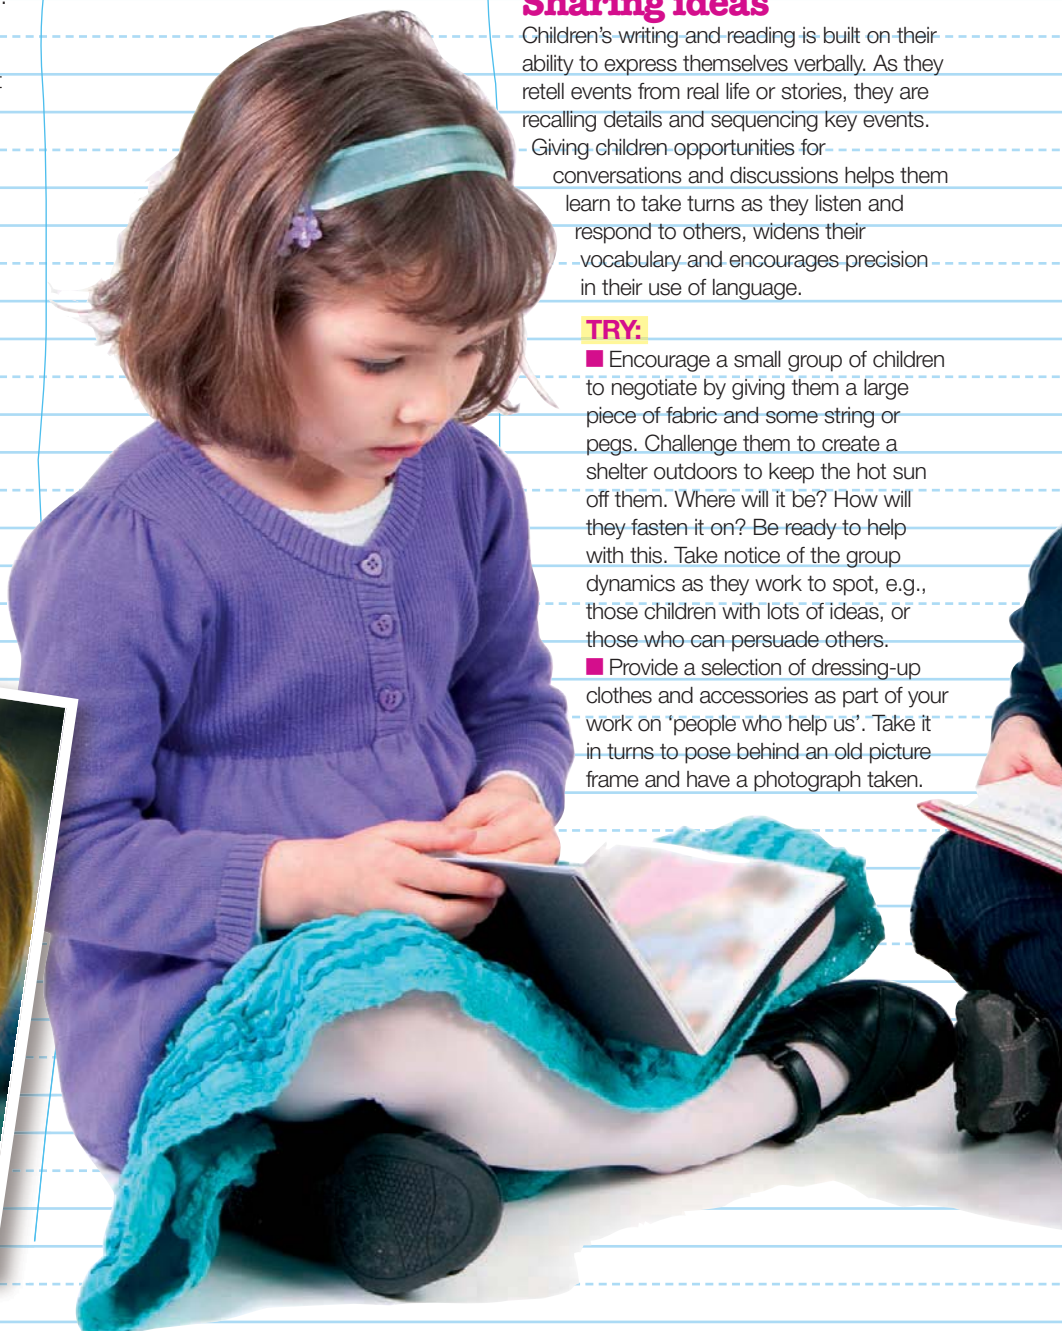 Sharing ideas
Children’s writing and reading is built on their
ability to express themselves verbally. As they
retell events from real life or stories, they are
recalling details and sequencing key events.
Giving children opportunities for
conversations and discussions helps them
learn to take turns as they listen and
respond to others, widens their
vocabulary and encourages precision
in their use of language.
TRY:
■ Encourage a small group of children
to negotiate by giving them a large
piece of fabric and some string or
pegs. Challenge them to create a
shelter outdoors to keep the hot sun
off them. Where will it be? How will
they fasten it on? Be ready to help
with this. Take notice of the group
dynamics as they work to spot, e.g.,
those children with lots of ideas, or
those who can persuade others.
■ Provide a selection of dressing-up
clothes and accessories as part of your
work on ‘people who help us’. Take it
in turns to pose behind an old picture
frame and have a photograph taken.